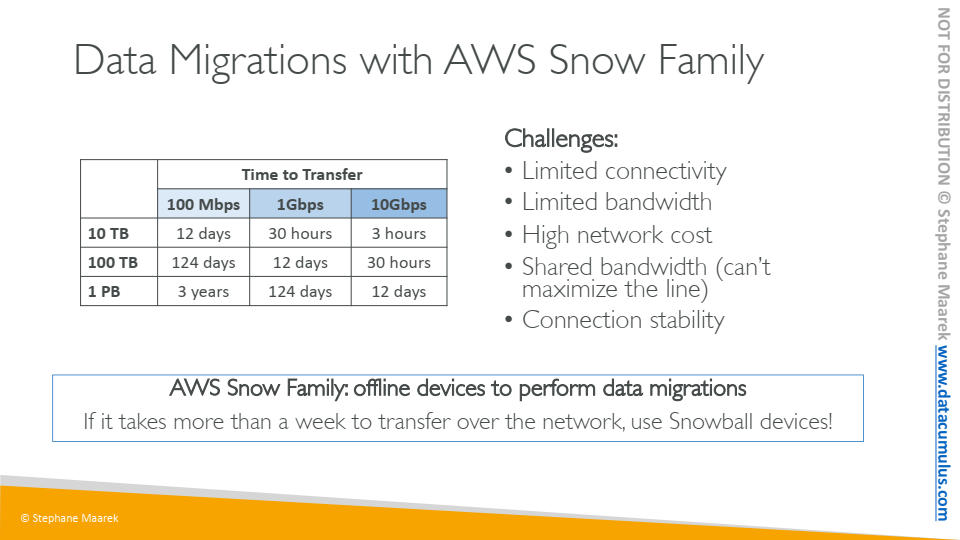 Data Migrations with AWS Snow Family
Time to Transfer
100 Mbps 1Gbps 10Gbps
10 TB 12 days 30 hours 3 hours
100 TB 124 days 12 days 30 hours
1 PB 3 years 124 days 12 days
Challenges:
• Limited connectivity
• Limited bandwidth
• High network cost
• Shared bandwidth (can't
maximize the line)
• Connection stability
AWS Snow Family: offline devices to perform data migrations
If it takes more than a week to transfer over the network, use Snowball devices!
© Stephane Maarek
NOT FOR DISTRIBUTION © Stephane Maarek www.datacumulus.com